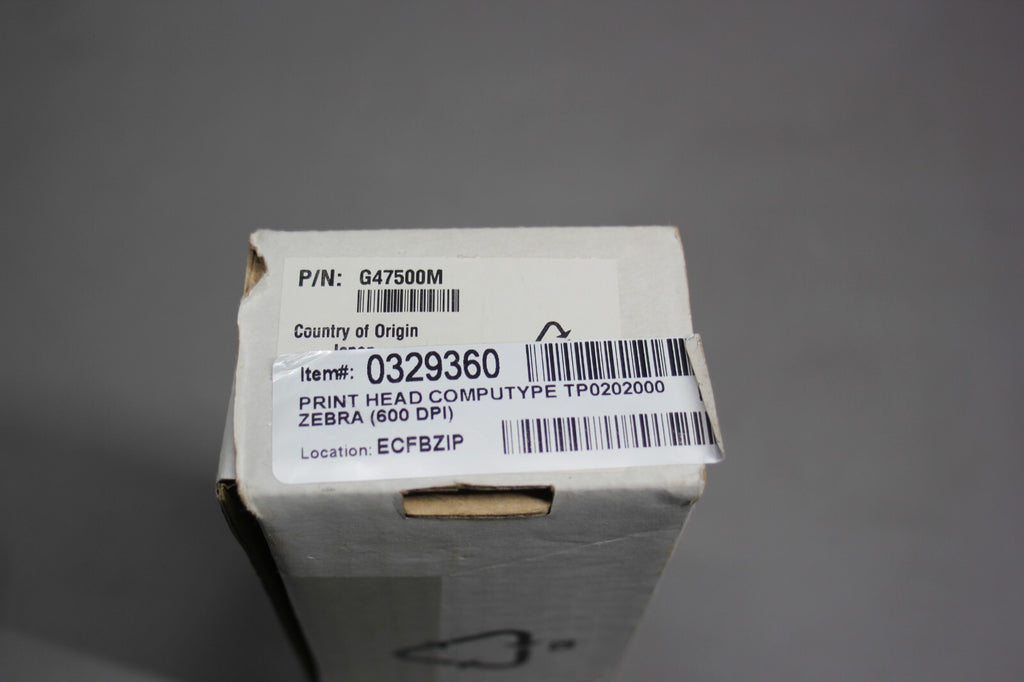 P/N: G47500M
Country of Origin
Item#: 0329360
PRINT HEAD COMPUTYPE TP0202000
ZEBRA (600 DPI)
Location: ECFBZIP